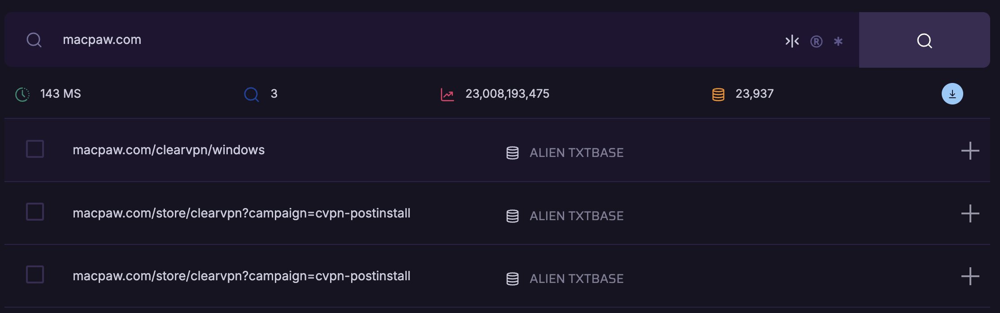 macpaw.com
143 MS 3 23,008,193,475 23,937
macpaw.com/clearvpn/windows ALIEN TXTBASE
macpaw.com/store/clearvpn?campaign=cvpn-postinstall ALIEN TXTBASE
macpaw.com/store/clearvpn?campaign=cvpn-postinstall ALIEN TXTBASE